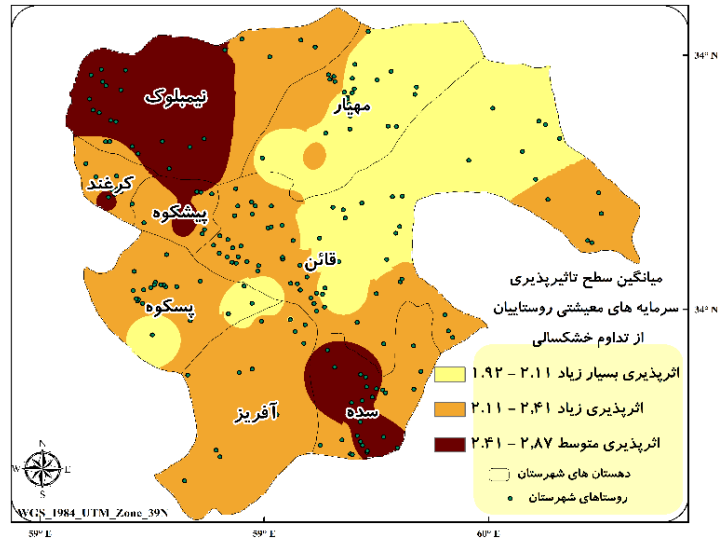 34° N
نیمبلوک
مهیار
کرغند
پیشکوه
قائن
میانگین سطح تاثیرپذیری
سرمایه های معیشتی روستاییان
از تداوم خشکسالی
پسکوه
34° N
اثرپذیری بسیار زیاد ۲.۱۱ - ۱.۹۲
اثرپذیری زیاد ۲,۴۱ - ۲.۱۱
آفریز
سده
اثرپذیری متوسط ۲,۸۷ - ۲.۴۱
دهستان های شهرستان
روستاهای شهرستان
N
W E
S
WGS_1984_UTM_Zone_39N
59° E
59° E
60° E